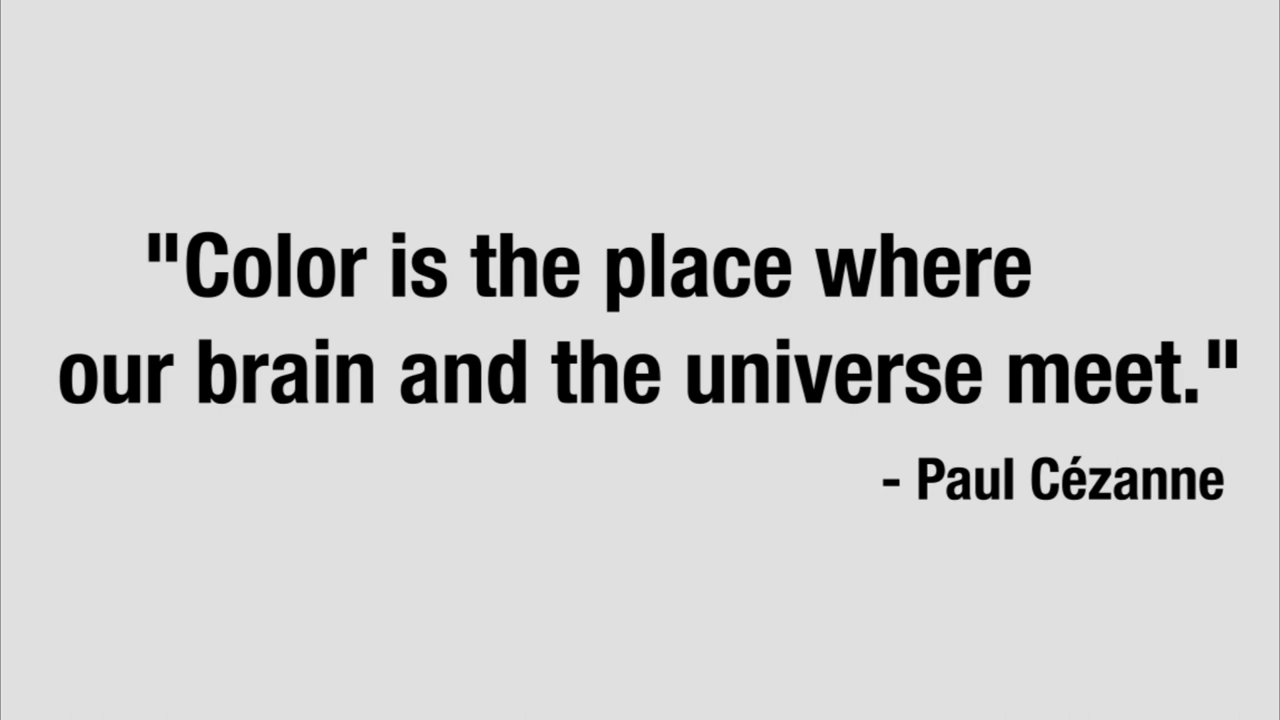 "Color is the place where
our brain and the universe meet."
- Paul Cézanne